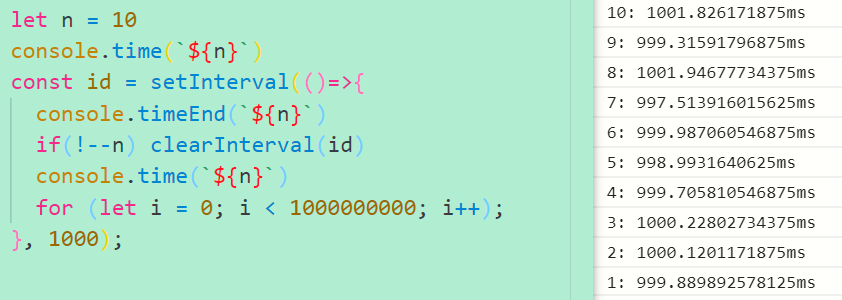 let n = 10
console.time(`${n}`)
const id = setInterval(()=>{
  console.timeEnd(`${n}`)
  if(!--n) clearInterval(id)
  console.time(`${n}`)
  for (let i = 0; i < 1000000000; i++);
}, 1000);
10: 1001.826171875ms
9: 999.31591796875ms
8: 1001.94677734375ms
7: 997.513916015625ms
6: 999.987060546875ms
5: 998.9931640625ms
4: 999.705810546875ms
3: 1000.22802734375ms
2: 1000.1201171875ms
1: 999.889892578125ms